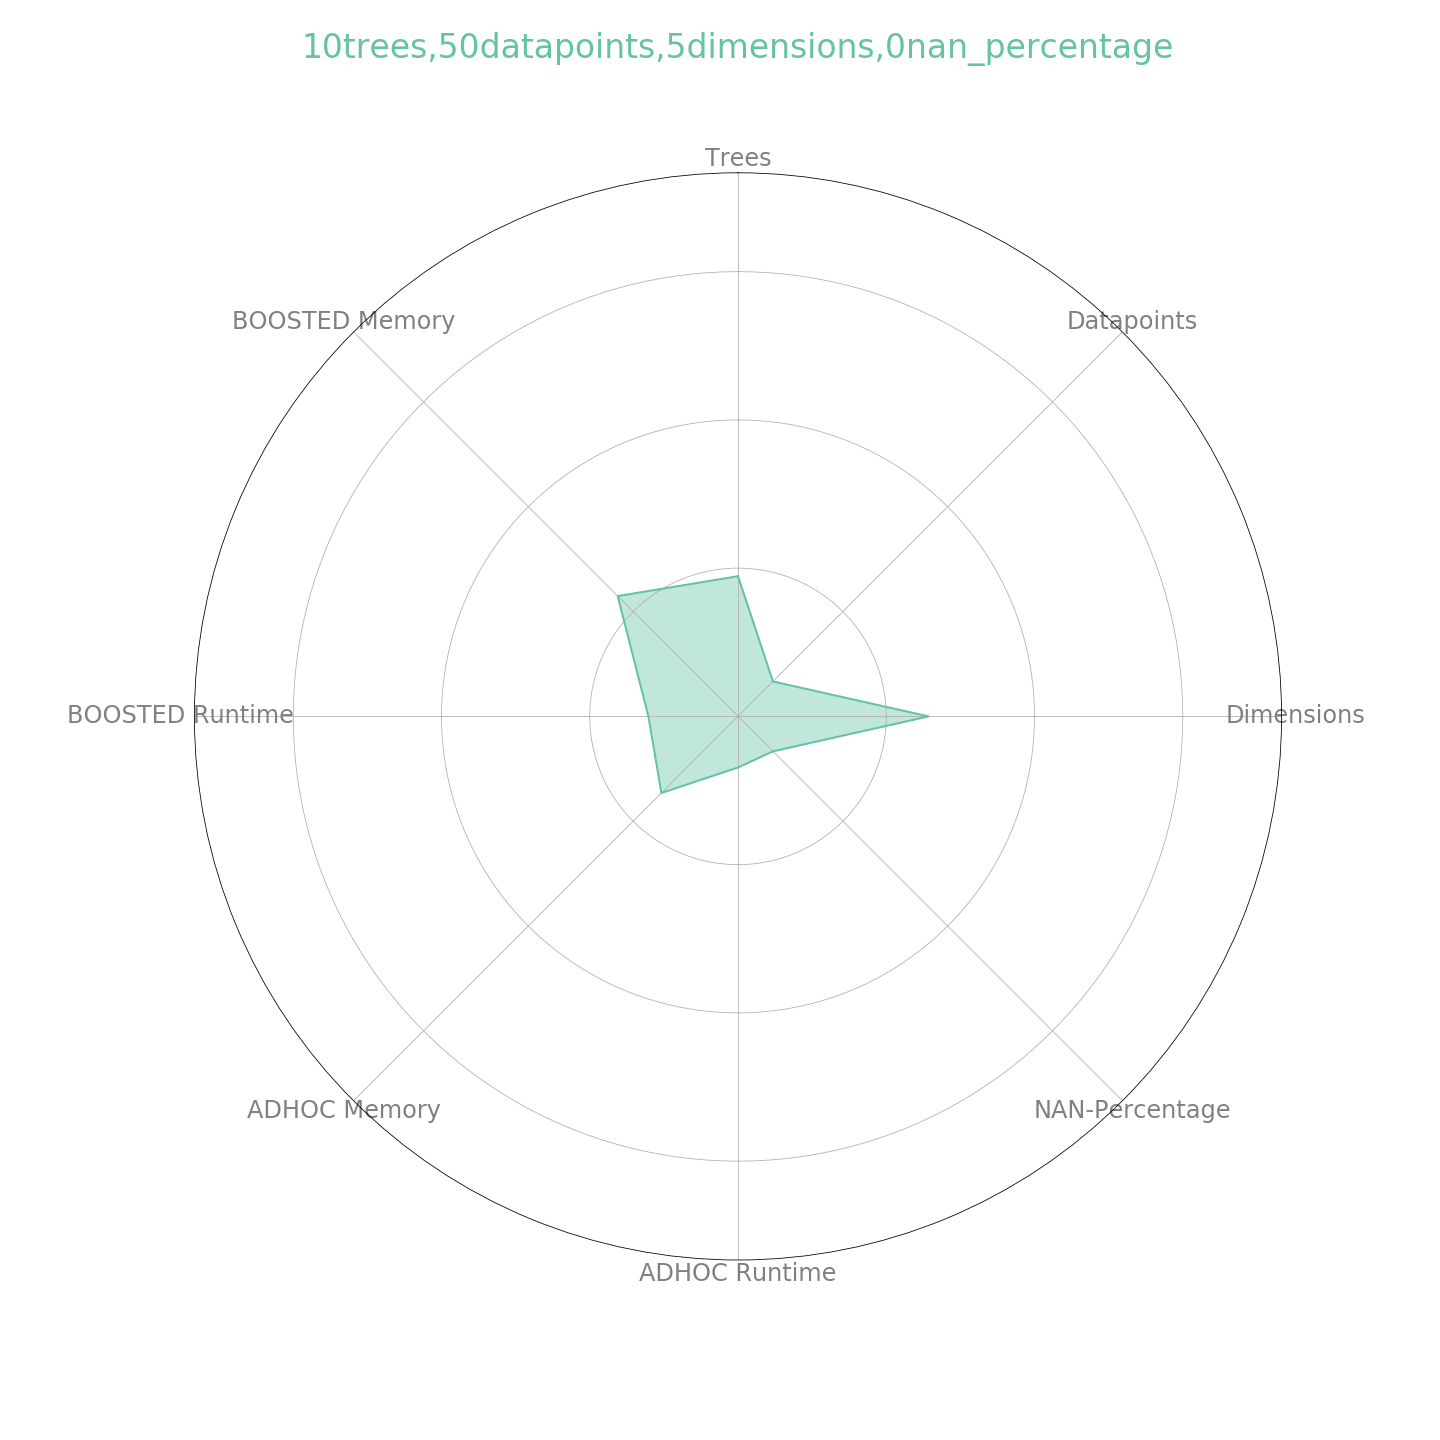 10trees,50datapoints,5dimensions,0nan_percentage
Trees
BOOSTED Memory
Datapoints
BOOSTED Runtime
Dimensions
ADHOC Memory
NAN-Percentage
ADHOC Runtime